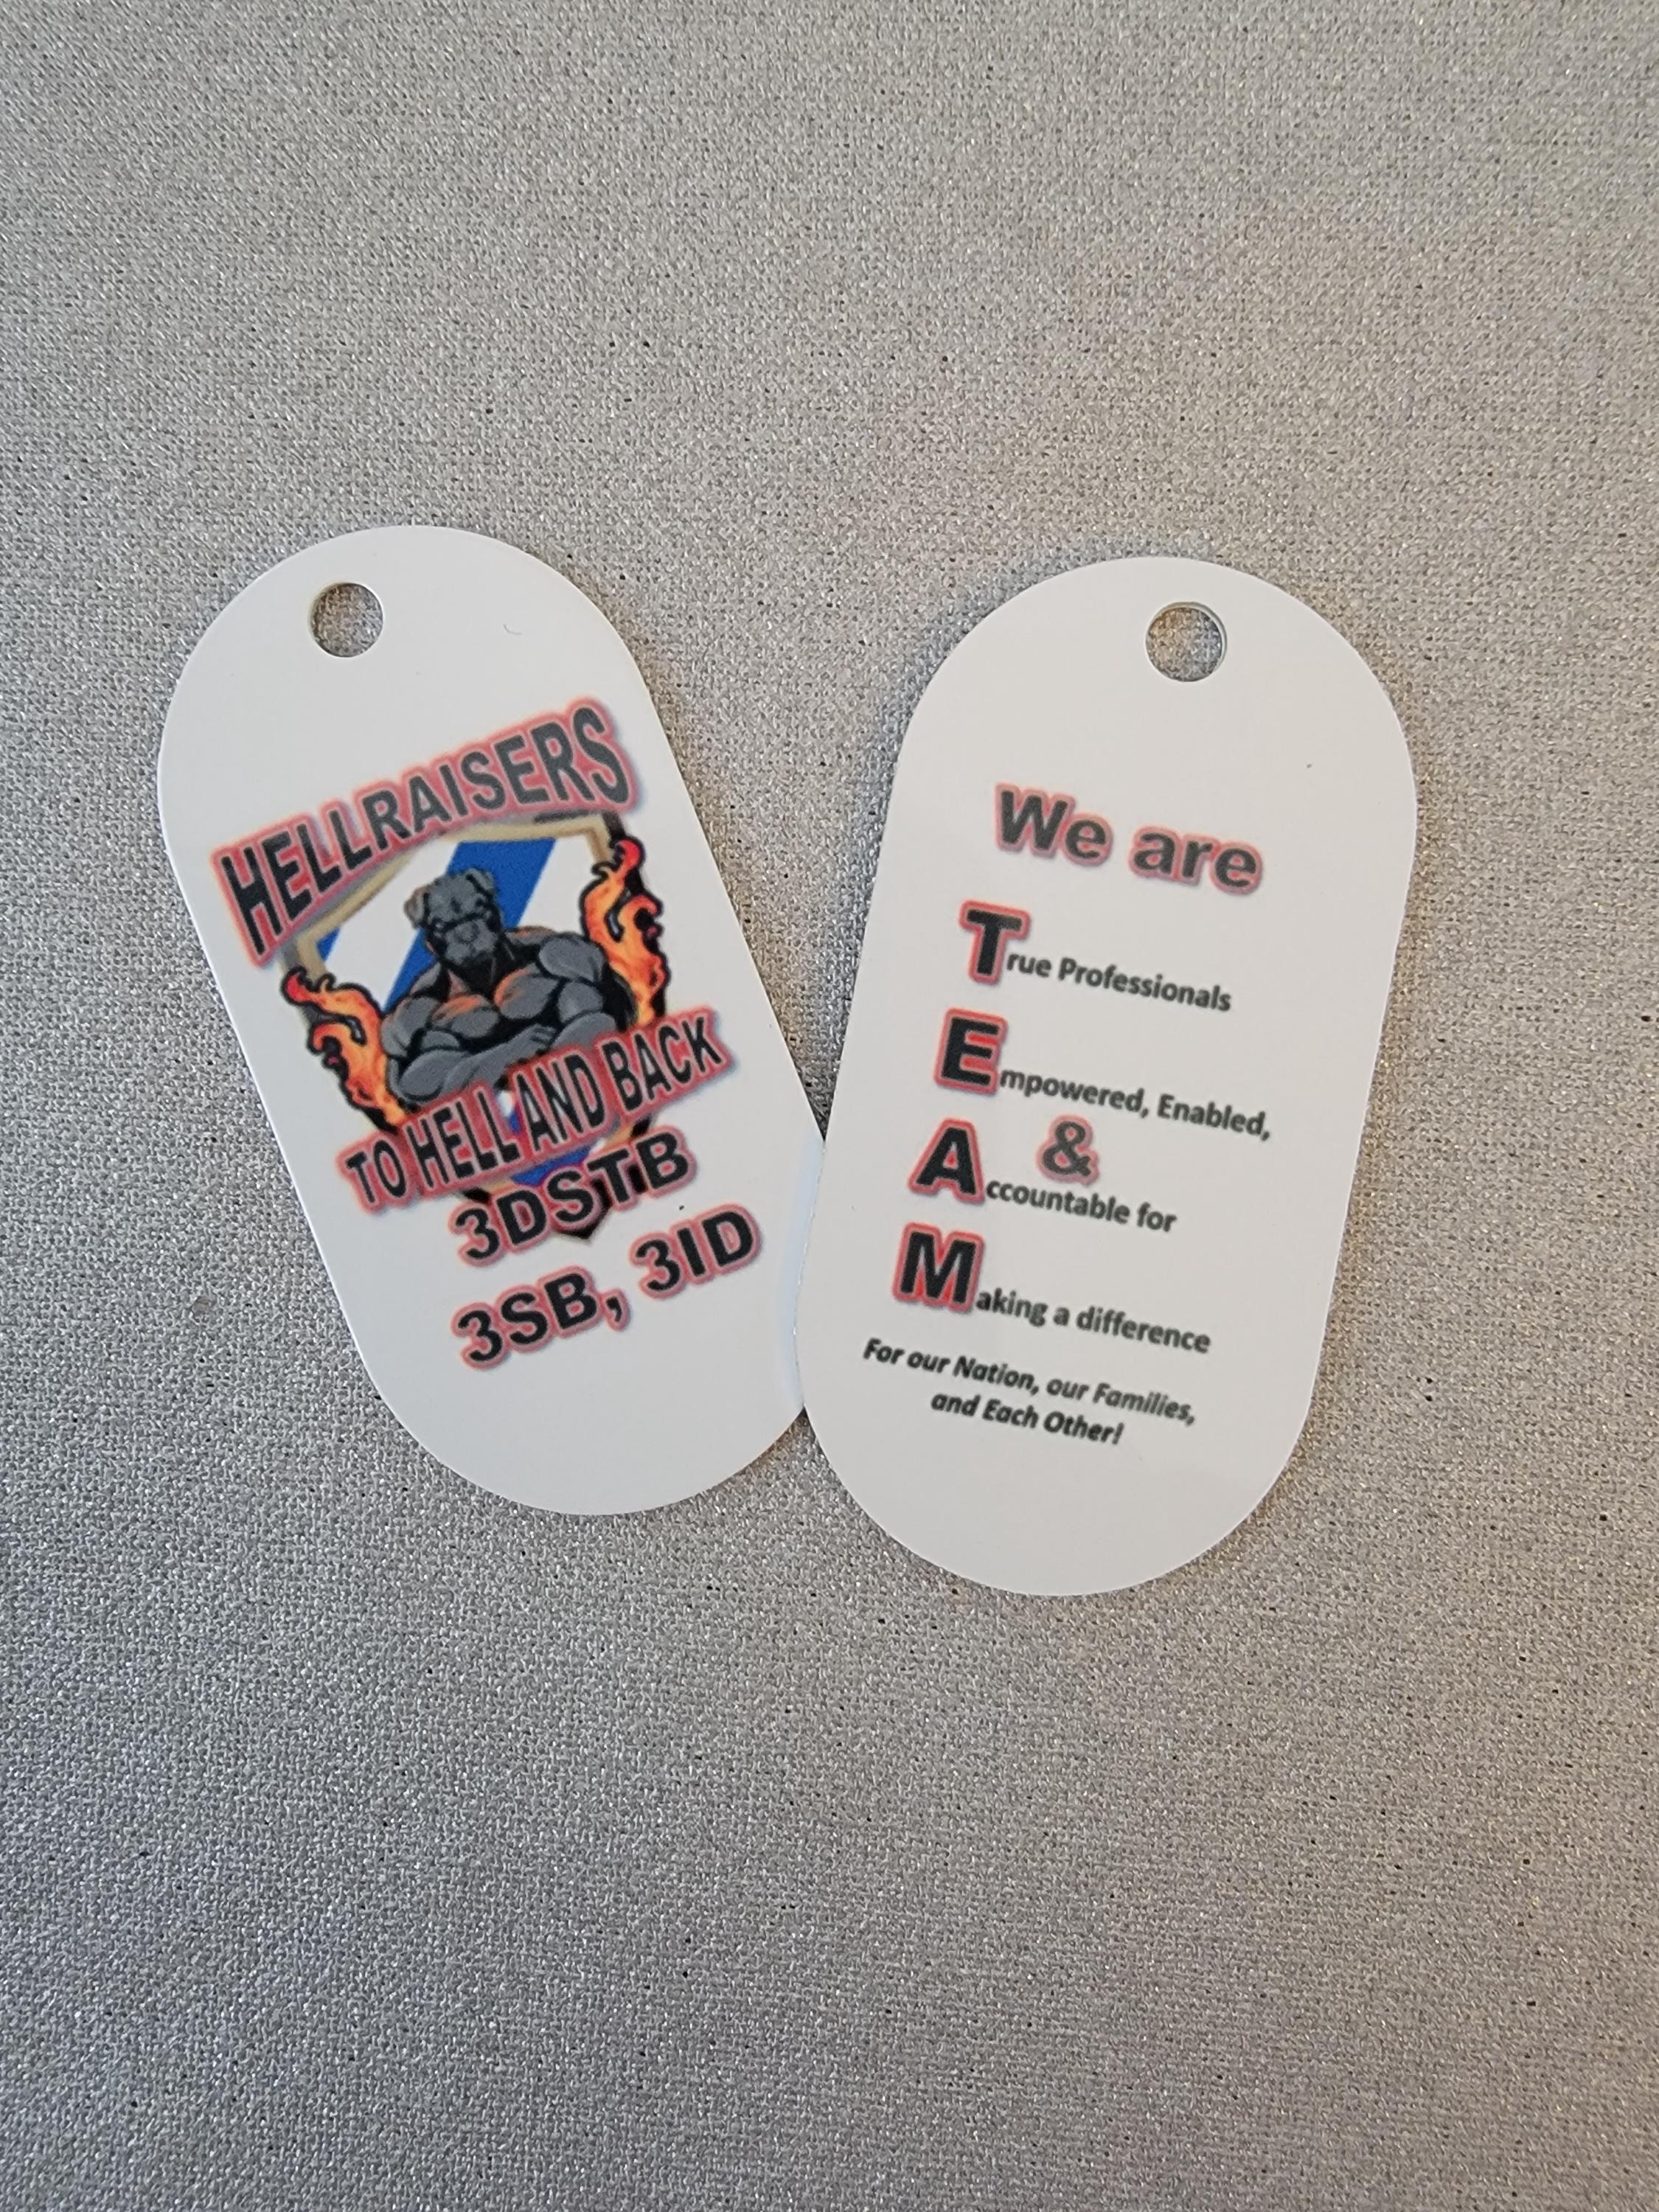 HELLRAISERS
TO HELL AND BACK
3DSTB
3SB, 3ID
We are
True Professionals
Empowered, Enabled,
&
Accountable for
Making a difference
For our Nation, our Families,
and Each Other!